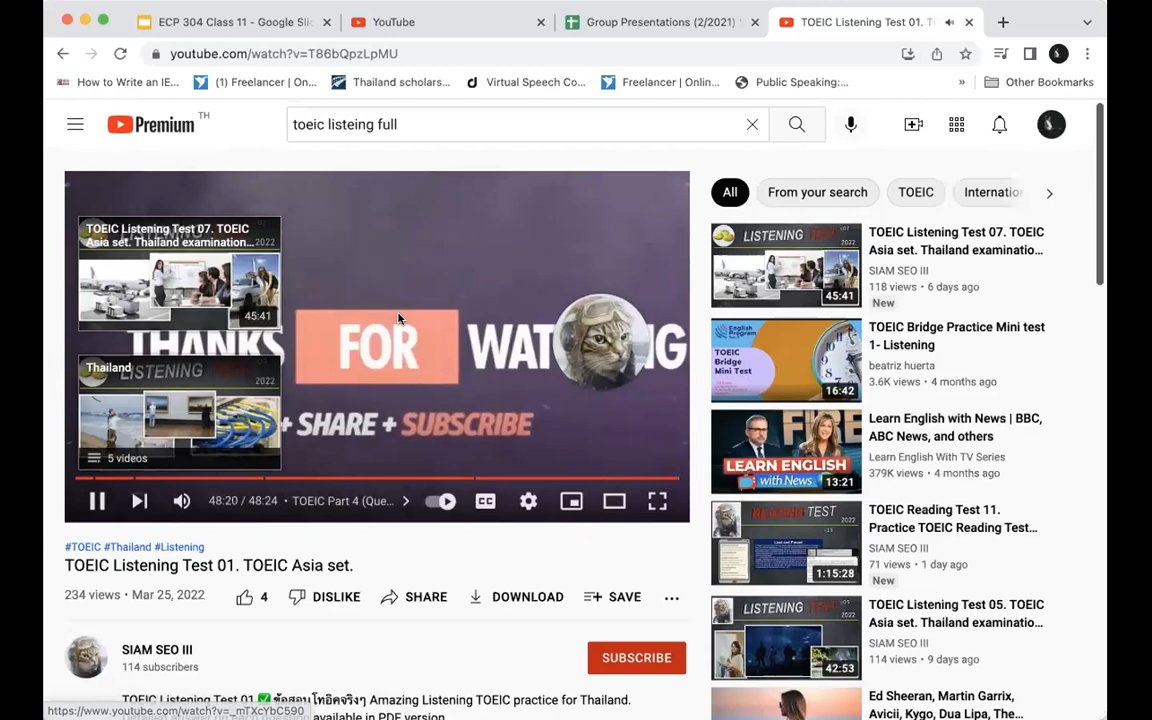 ECP 304 Class 11 - Google Slic
YouTube
Group Presentations (2/2021)
TOEIC Listening Test 01. T
youtube.com/watch?v=T86bQpzLpMU
How to Write an IE...
(1) Freelancer | On...
Thailand scholars...
Virtual Speech Co...
Freelancer | Onlin...
Public Speaking:...
»
Other Bookmarks
Premium TH
toeic listeing full
TOEIC Listening Test 07. TOEIC
Asia set. Thailand examination...
2022
45:41
THANKS FOR WATCHING
Thailand
LISTENING
2022
5 videos
+ SHARE + SUBSCRIBE
48:20 / 48:24 • TOEIC Part 4 (Que...
CC
#TOEIC #Thailand #Listening
TOEIC Listening Test 01. TOEIC Asia set.
234 views • Mar 25, 2022
4
DISLIKE
SHARE
DOWNLOAD
SAVE
SIAM SEO III
114 subscribers
SUBSCRIBE
TOEIC Listening Test 01 ✅ ข้อสอบโทอิคจริงๆ Amazing Listening TOEIC practice for Thailand.
Detailed answer on each question available in PDF version
https://www.youtube.com/watch?v=_mTXcYbC590
All
From your search
TOEIC
Internatio
LISTENING TEST
2022
45:41
TOEIC Listening Test 07. TOEIC
Asia set. Thailand examinatio...
SIAM SEO III
118 views • 6 days ago
New
English
Program
TOEIC
Bridge
Mini Test
16:42
TOEIC Bridge Practice Mini test
1- Listening
beatriz huerta
3.6K views • 4 months ago
LEARN ENGLISH
with News
13:21
Learn English with News | BBC,
ABC News, and others
Learn English With TV Series
379K views • 4 months ago
READING TEST
2022
1:15:28
TOEIC Reading Test 11.
Practice TOEIC Reading Test...
SIAM SEO III
71 views • 1 day ago
New
LISTENING TEST
2022
42:53
TOEIC Listening Test 05. TOEIC
Asia set. Thailand examinatio...
SIAM SEO III
114 views • 9 days ago
Ed Sheeran, Martin Garrix,
Avicii, Kygo, Dua Lipa, The...